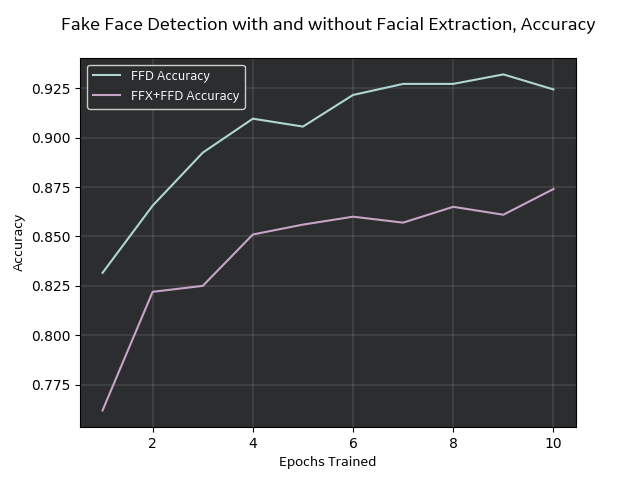 Fake Face Detection with and without Facial Extraction, Accuracy
FFD Accuracy
FFX+FFD Accuracy
0.925
0.900
0.875
0.850
0.825
0.800
0.775
Accuracy
2 4 6 8 10
Epochs Trained